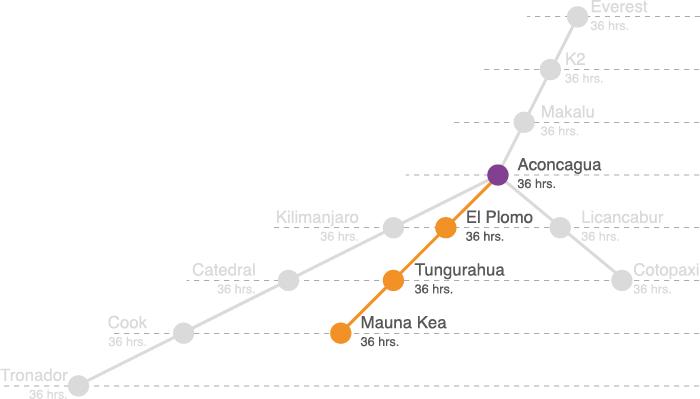 Everest
36 hrs.
K2
36 hrs.
Makalu
36 hrs.
Aconcagua
36 hrs.
Kilimanjaro
36 hrs.
El Plomo
36 hrs.
Licancabur
36 hrs.
Catedral
36 hrs.
Tungurahua
36 hrs.
Cotopaxi
36 hrs.
Cook
36 hrs.
Mauna Kea
36 hrs.
Tronador
36 hrs.